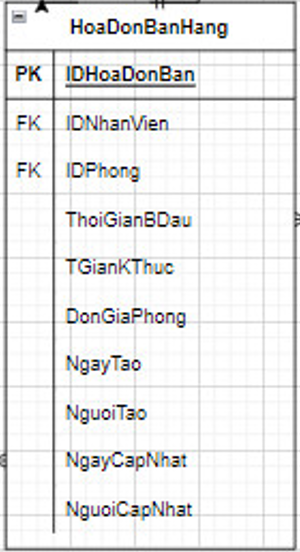 HoaDonBanHang
PK IDHoaDonBan
FK IDNhanVien
FK IDPhong
ThoiGianBDau
TGianKThuc
DonGiaPhong
NgayTao
NguoiTao
NgayCapNhat
NguoiCapNhat